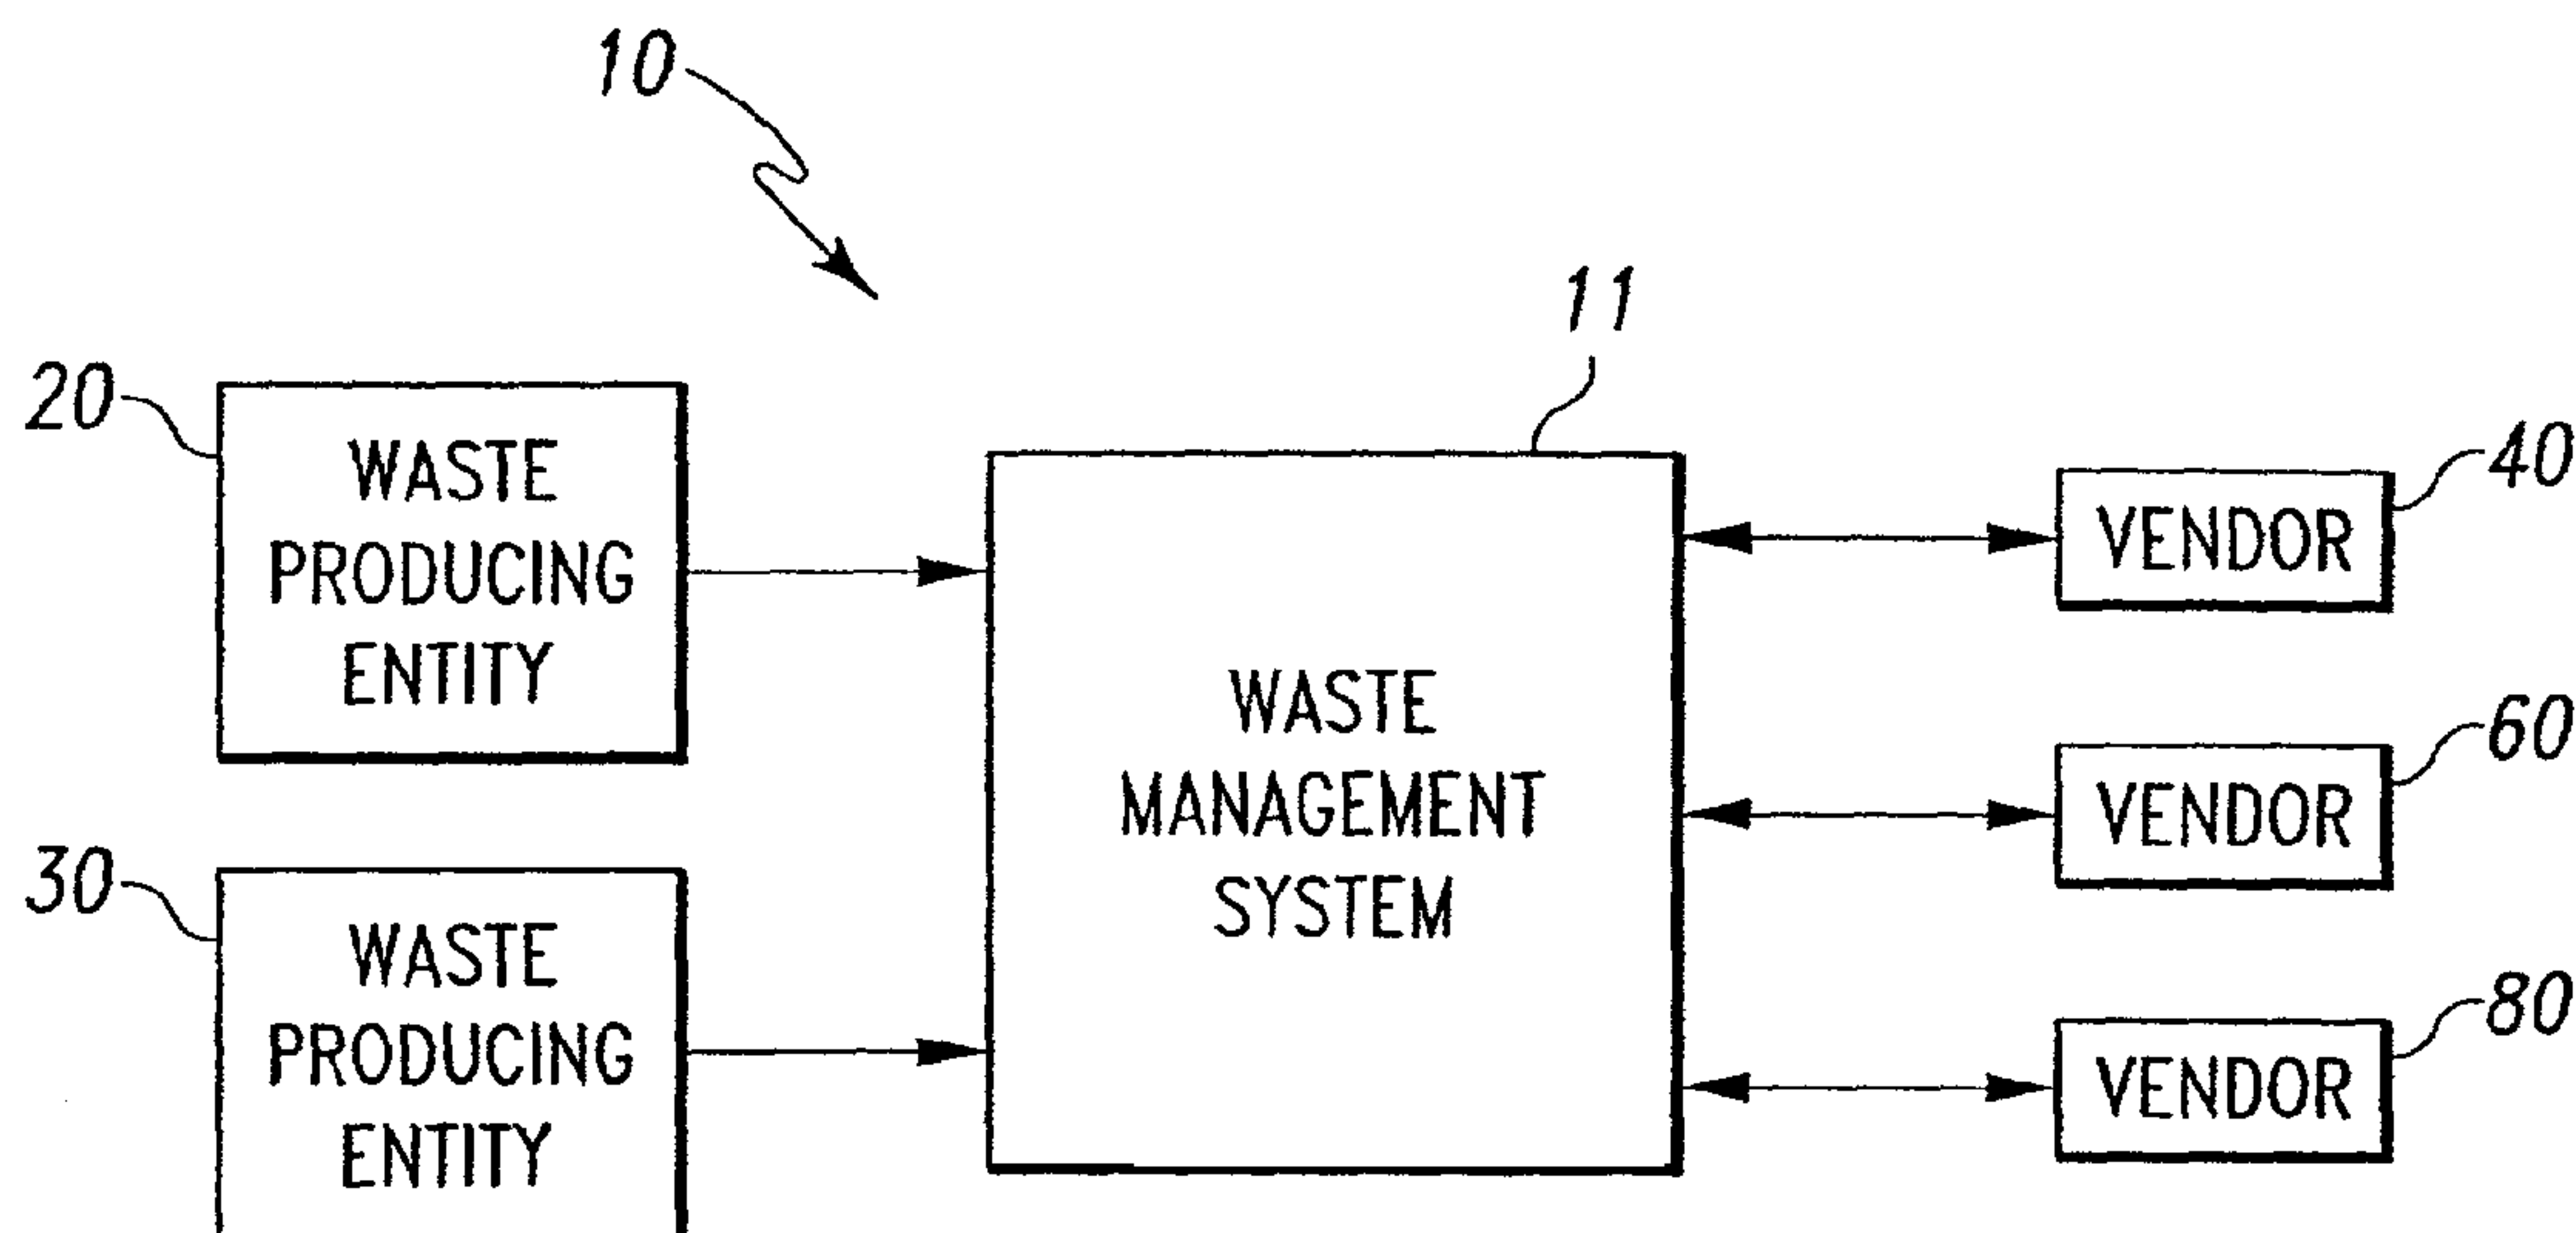 10
11
20
WASTE
PRODUCING
ENTITY
30
WASTE
PRODUCING
ENTITY
WASTE
MANAGEMENT
SYSTEM
VENDOR
40
VENDOR
60
VENDOR
80